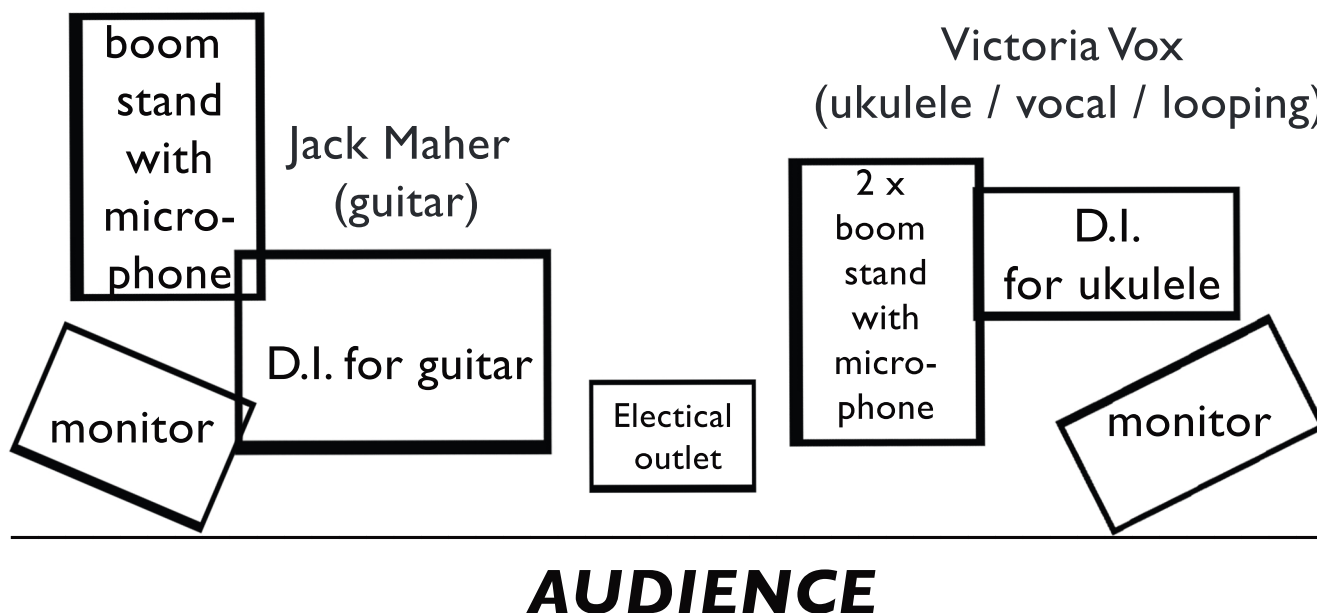 boom
stand
with
micro-
phone
Jack Maher
(guitar)
D.I. for guitar
monitor
Electical
outlet
Victoria Vox
(ukulele / vocal / looping)
2 x
boom
stand
with
micro-
phone
D.I.
for ukulele
monitor
AUDIENCE